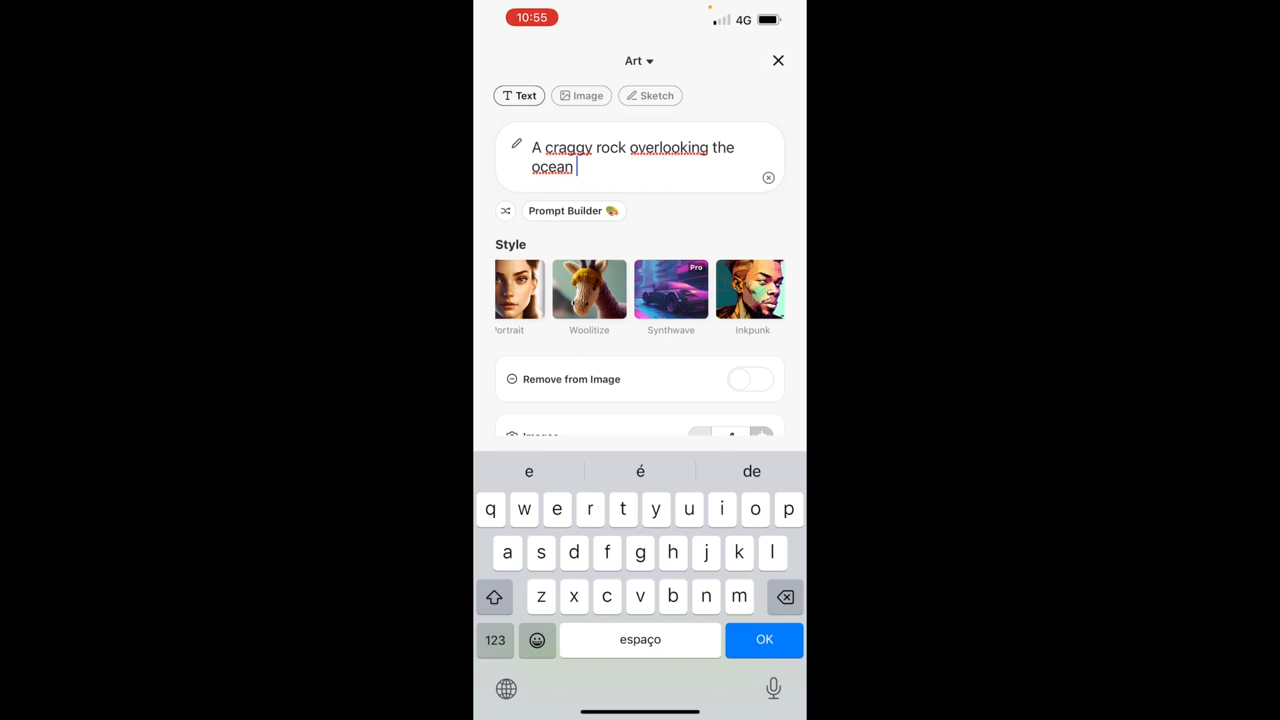 10:55
4G
Art
Text
Image
Sketch
A craggy rock overlooking the
ocean
Prompt Builder
Style
Pro
Portrait
Woolitize
Synthwave
Inkpunk
Remove from Image
Images
e
é
de
q w e r t y u i o p
a s d f g h j k l
z x c v b n m
123
espaço
OK